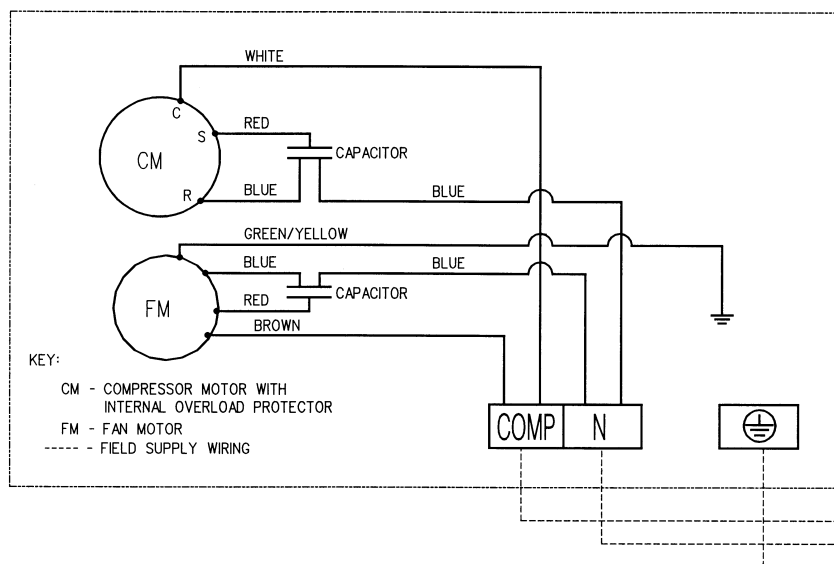 WHITE
C
RED
S
CM
CAPACITOR
R
BLUE
BLUE
GREEN/YELLOW
BLUE
BLUE
CAPACITOR
RED
FM
BROWN
KEY:
CM - COMPRESSOR MOTOR WITH
INTERNAL OVERLOAD PROTECTOR
FM - FAN MOTOR
----- - FIELD SUPPLY WIRING
COMP
N